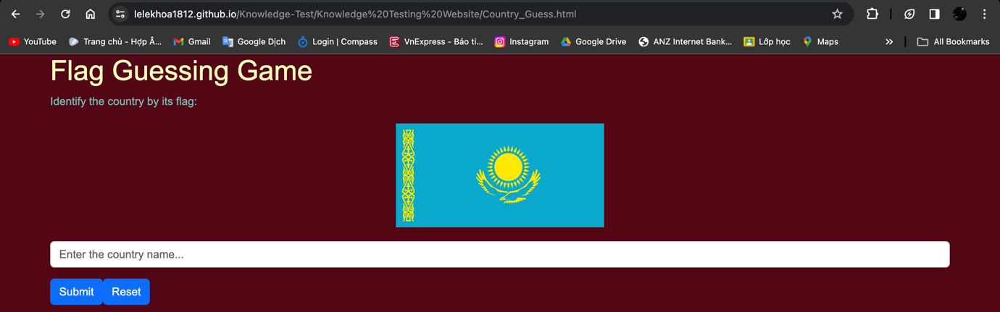 lelekhoa1812.github.io/Knowledge-Test/Knowledge%20Testing%20Website/Country_Guess.html
YouTube Trang chủ - Hợp Â... Gmail Google Dịch Login | Compass VnExpress - Báo ti... Instagram Google Drive ANZ Internet Bank... Lớp học Maps » All Bookmarks
Flag Guessing Game
Identify the country by its flag:
Enter the country name...
Submit Reset